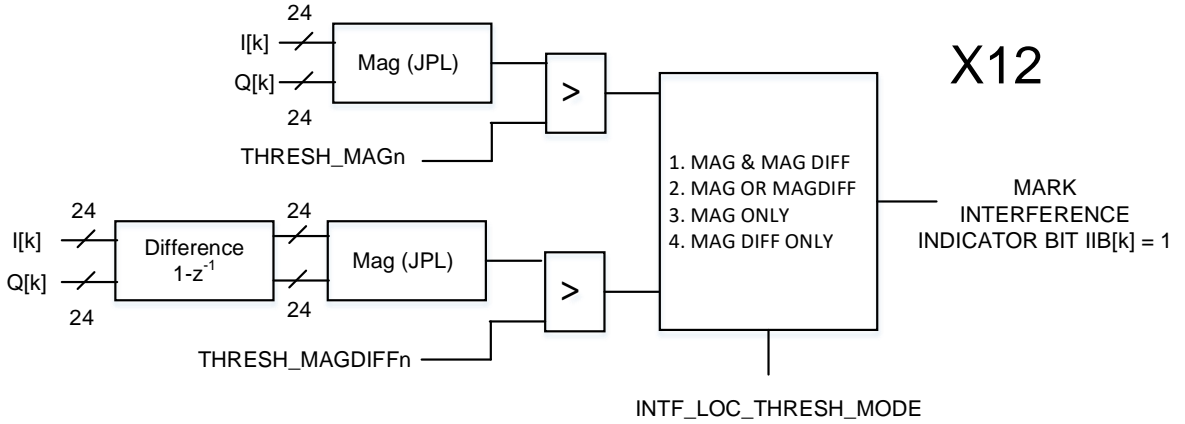 24
I[k]
Q[k]
24
Mag (JPL)
>
X12
THRESH_MAGn
1. MAG & MAG DIFF
2. MAG OR MAGDIFF
3. MAG ONLY
4. MAG DIFF ONLY
MARK
INTERFERENCE
INDICATOR BIT IIB[k] = 1
24
I[k]
Q[k]
24
Difference
1-z⁻¹
24
24
Mag (JPL)
>
THRESH_MAGDIFFn
INTF_LOC_THRESH_MODE